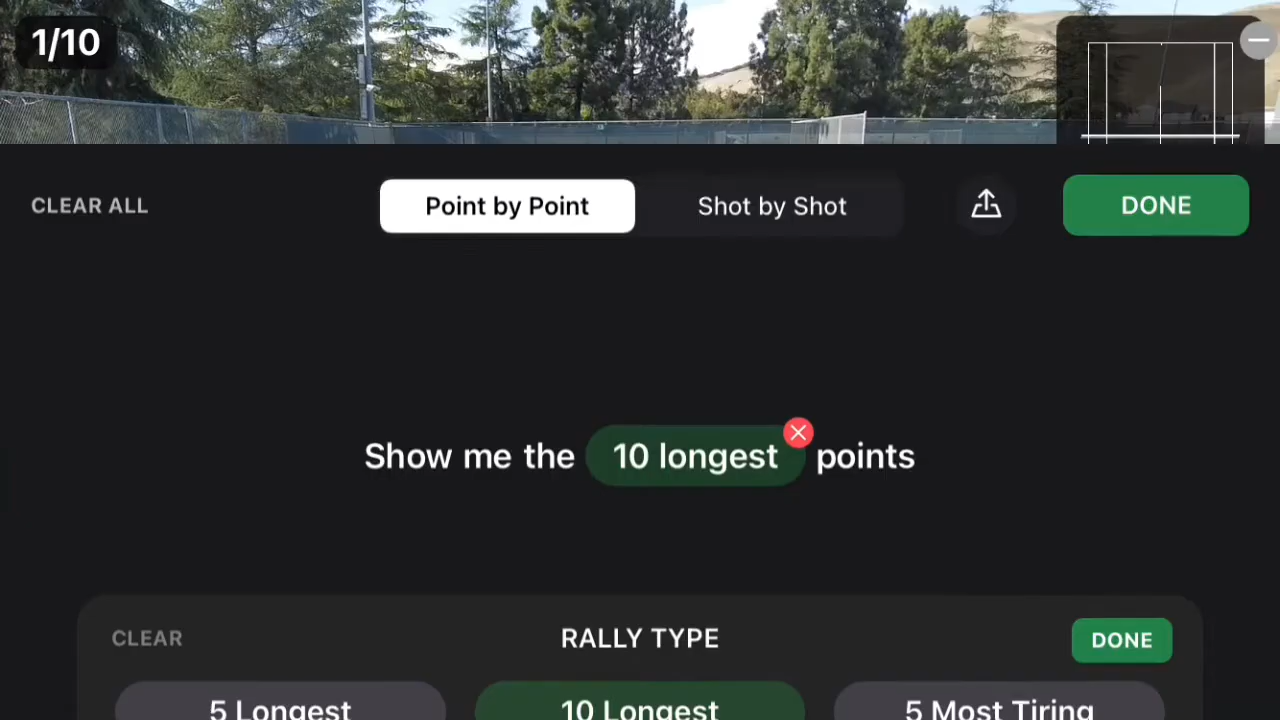 1/10
CLEAR ALL
Point by Point
Shot by Shot
DONE
Show me the 10 longest points
CLEAR
RALLY TYPE
DONE
5 Longest
10 Longest
5 Most Tiring